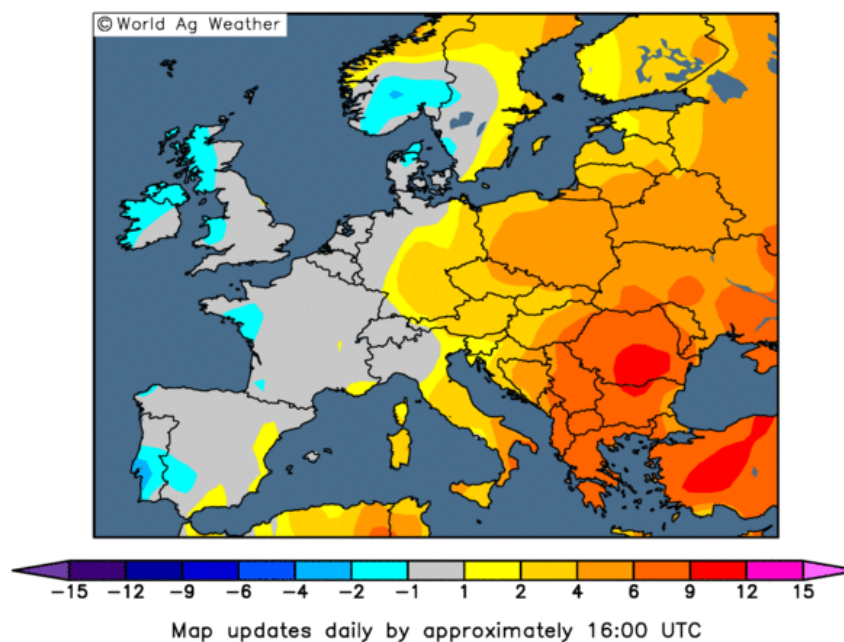 © World Ag Weather
−15 −12 −9 −6 −4 −2 −1 1 2 4 6 9 12 15
Map updates daily by approximately 16:00 UTC